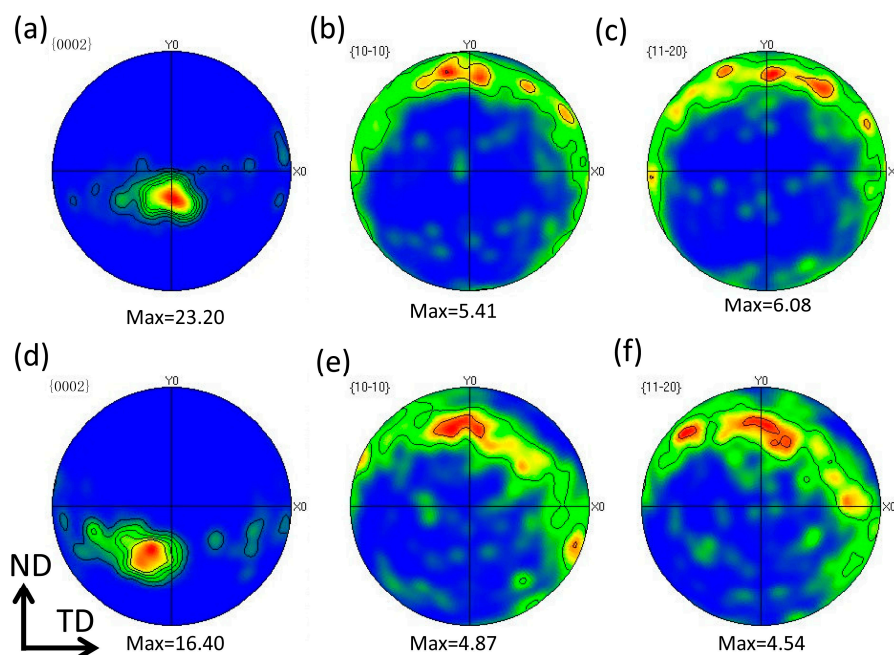 (a)
{0002}
Y0
X0
Max=23.20
(b)
{10-10}
Y0
X0
Max=5.41
(c)
{11-20}
Y0
X
Max=6.08
(d)
{0002}
Y0
X0
Max=16.40
(e)
{10-10}
Y0
X0
Max=4.87
(f)
{11-20}
Y0
X0
Max=4.54
ND
TD